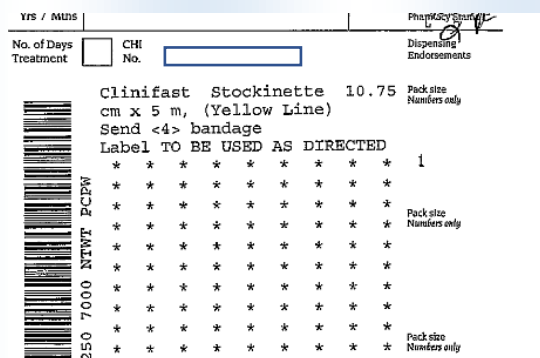 Yrs / Mths
Pharmacy Stamp
No. of Days
Treatment
CHI
No.
Dispensing
Endorsements
Clinifast Stockinette 10.75
cm x 5 m, (Yellow Line)
Send <4> bandage
Label TO BE USED AS DIRECTED
Pack size
Numbers only
* * * * * * * * *
1
* * * * * * * * *
* * * * * * * * *
Pack size
Numbers only
* * * * * * * * *
* * * * * * * * *
* * * * * * * * *
* * * * * * * * *
* * * * * * * * *
* * * * * * * * *
* * * * * * * * *
Pack size
Numbers only
250 7000 NTWT PCPW